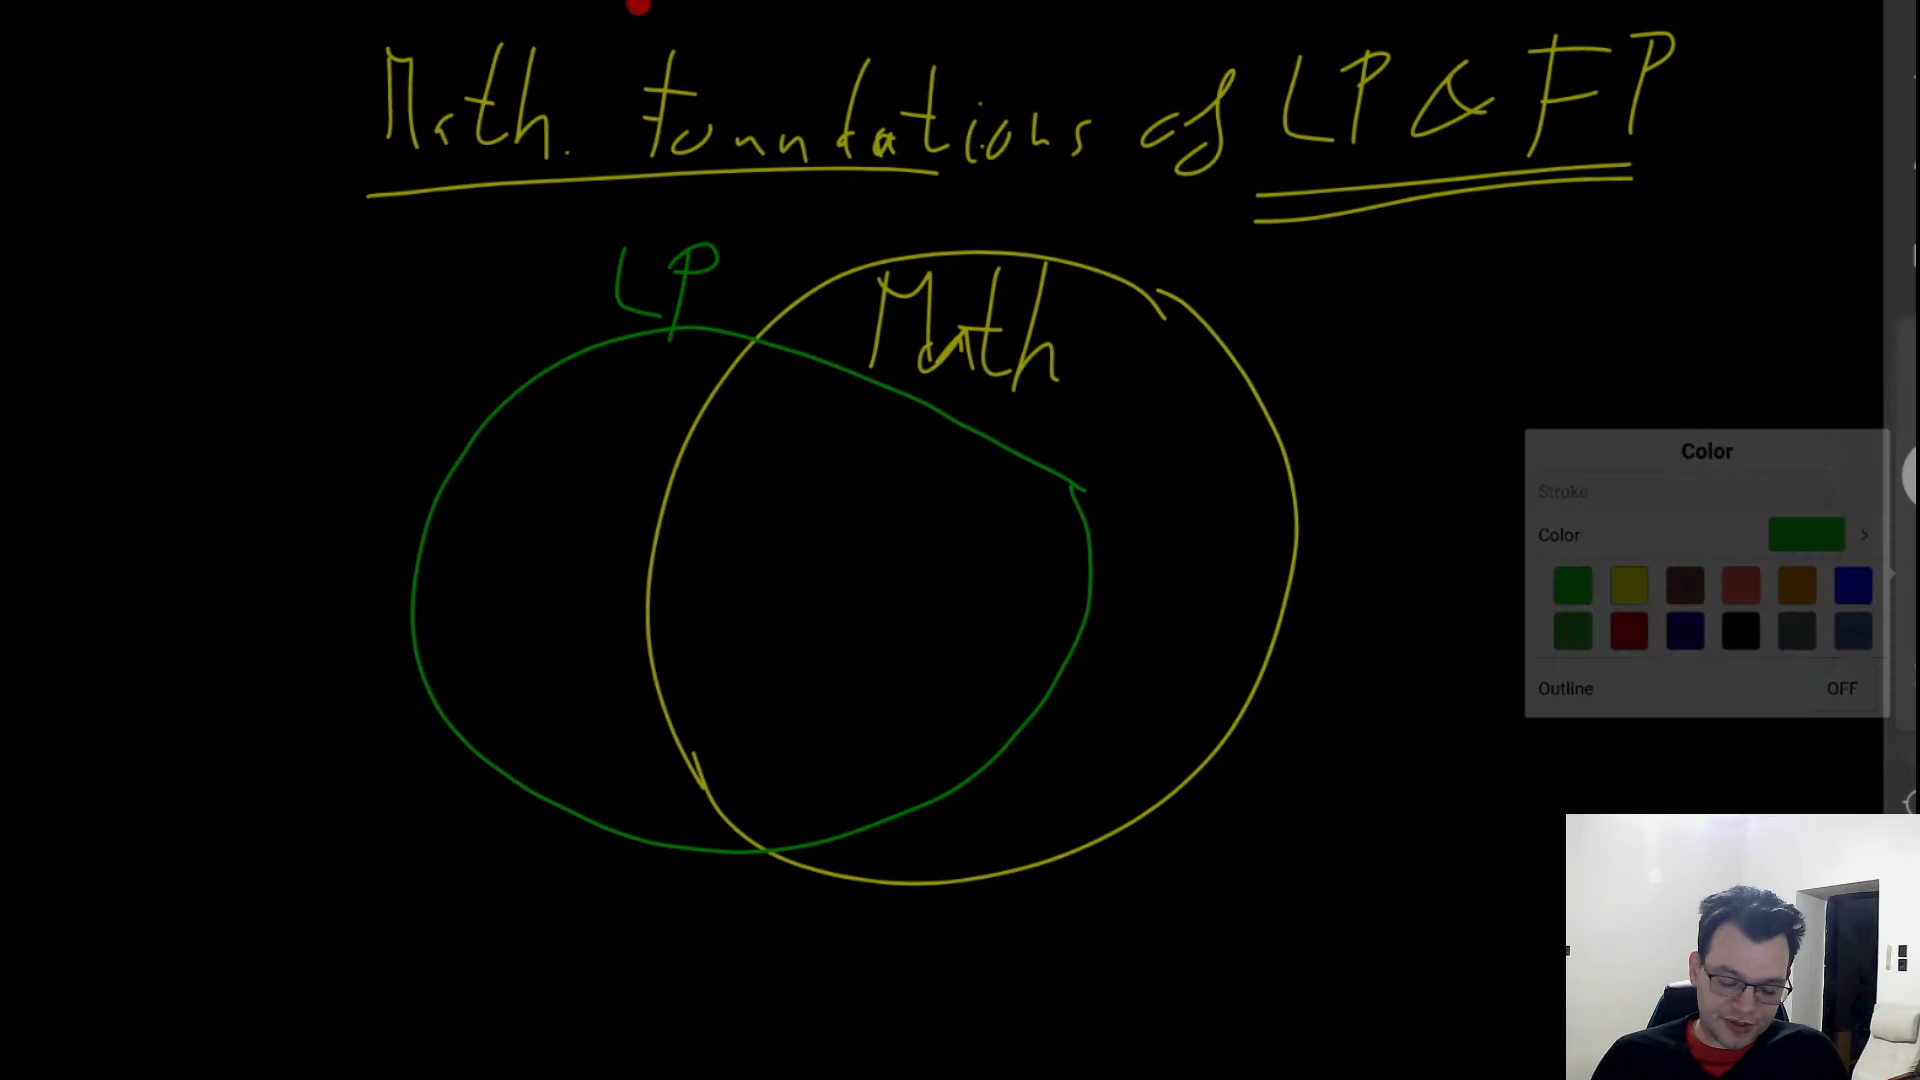 Math. Foundations of LP & FP
LP
Math
Color
Stroke
Color
Outline OFF